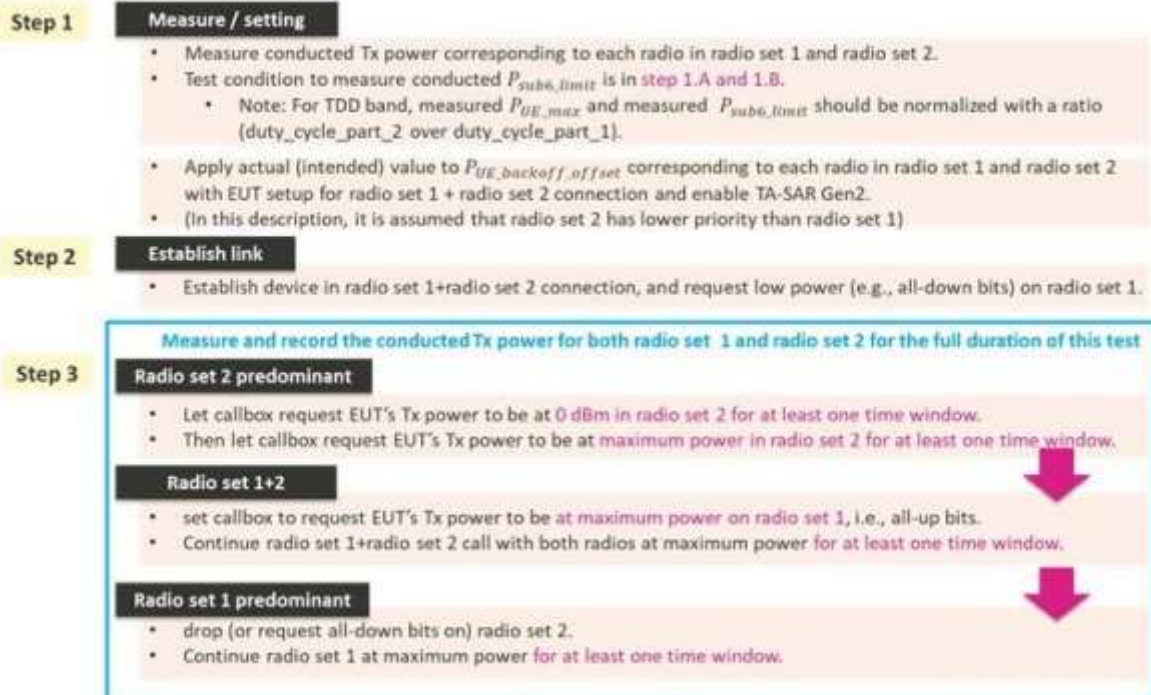 Step 1
Measure / setting
• Measure conducted Tx power corresponding to each radio in radio set 1 and radio set 2.
• Test condition to measure conducted P_sub6_limit is in step 1.A and 1.B.
• Note: For TDD band, measured P_UE_max and measured P_sub6_limit should be normalized with a ratio
(duty_cycle_part_2 over duty_cycle_part_1).
• Apply actual (intended) value to P_UE_backoff_offset corresponding to each radio in radio set 1 and radio set 2
with EUT setup for radio set 1 + radio set 2 connection and enable TA-SAR Gen2.
• (In this description, it is assumed that radio set 2 has lower priority than radio set 1)
Step 2
Establish link
• Establish device in radio set 1+radio set 2 connection, and request low power (e.g., all-down bits) on radio set 1.
Measure and record the conducted Tx power for both radio set 1 and radio set 2 for the full duration of this test
Step 3
Radio set 2 predominant
• Let callbox request EUT's Tx power to be at 0 dBm in radio set 2 for at least one time window.
• Then let callbox request EUT's Tx power to be at maximum power in radio set 2 for at least one time window.
Radio set 1+2
• set callbox to request EUT's Tx power to be at maximum power on radio set 1, i.e., all-up bits.
• Continue radio set 1+radio set 2 call with both radios at maximum power for at least one time window.
Radio set 1 predominant
• drop (or request all-down bits on) radio set 2.
• Continue radio set 1 at maximum power for at least one time window.